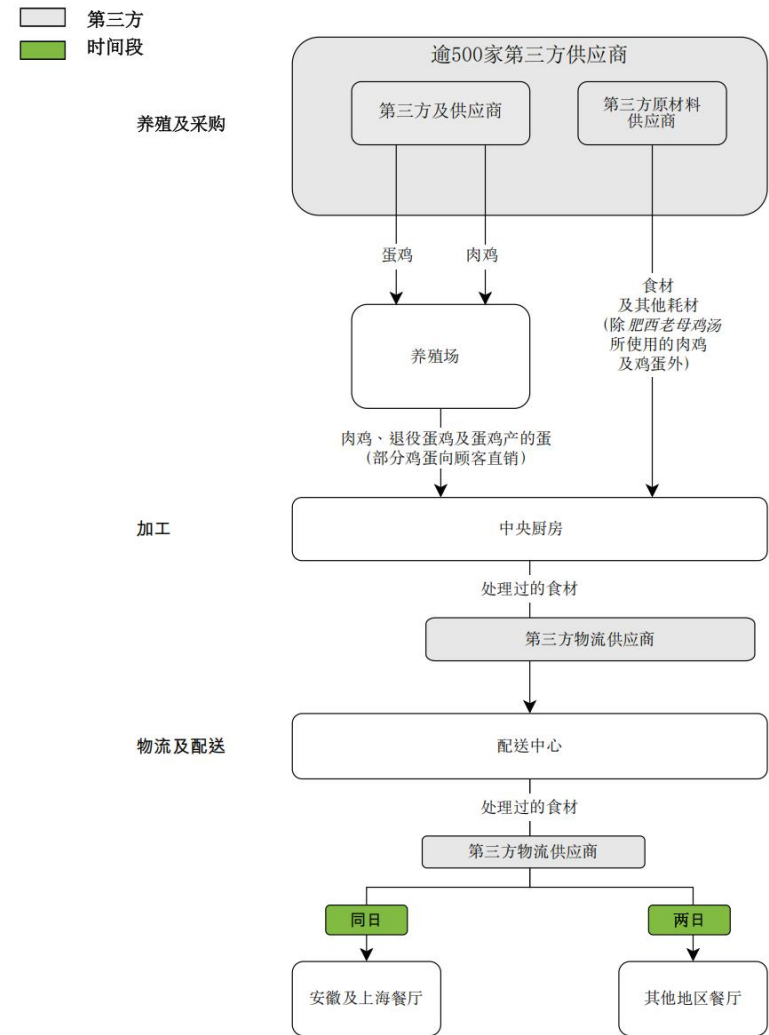 第三方
时间段
逾500家第三方供应商
养殖及采购
第三方及供应商
第三方原材料
供应商
蛋鸡
肉鸡
食材
及其他耗材
(除肥西老母鸡汤
所使用的肉鸡
及鸡蛋外)
养殖场
肉鸡、退役蛋鸡及蛋鸡产的蛋
(部分鸡蛋向顾客直销)
加工
中央厨房
处理过的食材
第三方物流供应商
物流及配送
配送中心
处理过的食材
第三方物流供应商
同日
两日
安徽及上海餐厅
其他地区餐厅